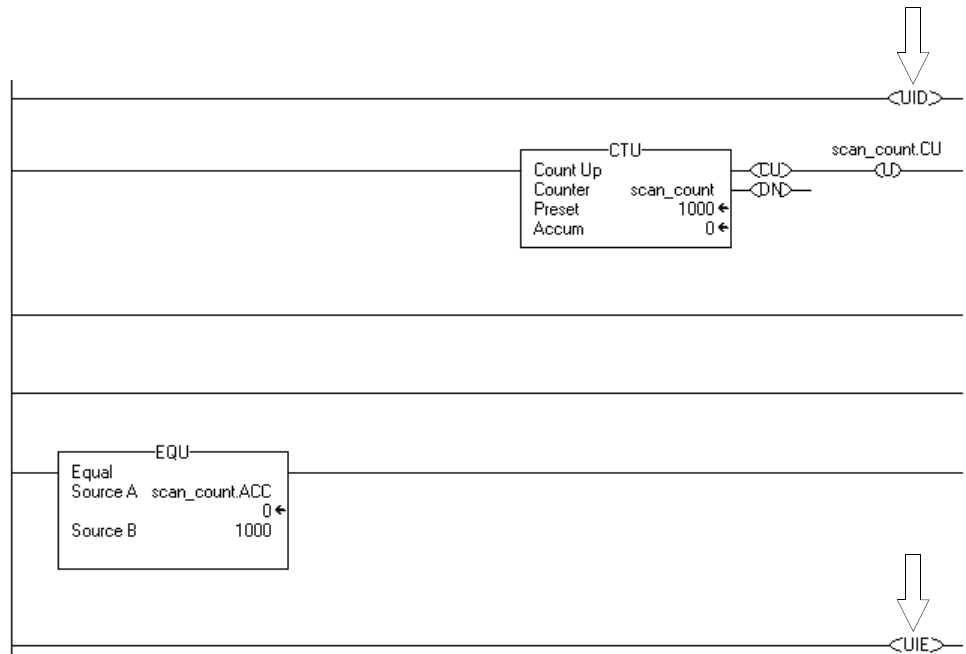 UID
CTU
scan_count.CU
Count Up
CU
U
Counter scan_count
DN
Preset 1000
Accum 0
EQU
Equal
Source A scan_count.ACC
0
Source B 1000
UIE